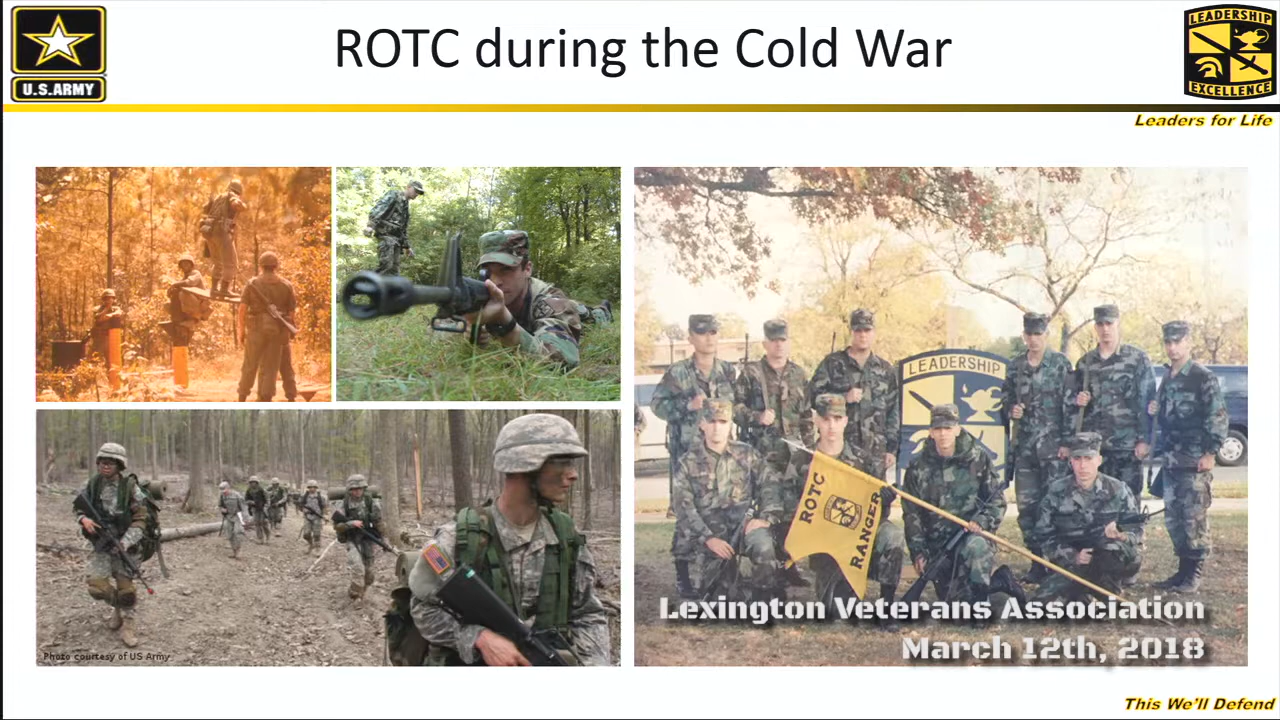 ROTC during the Cold War
U.S.ARMY
LEADERSHIP
EXCELLENCE
Leaders for Life
LEADERSHIP
ROTC
RANGER
Photo courtesy of US Army
Lexington Veterans Association
March 12th, 2018
This We'll Defend